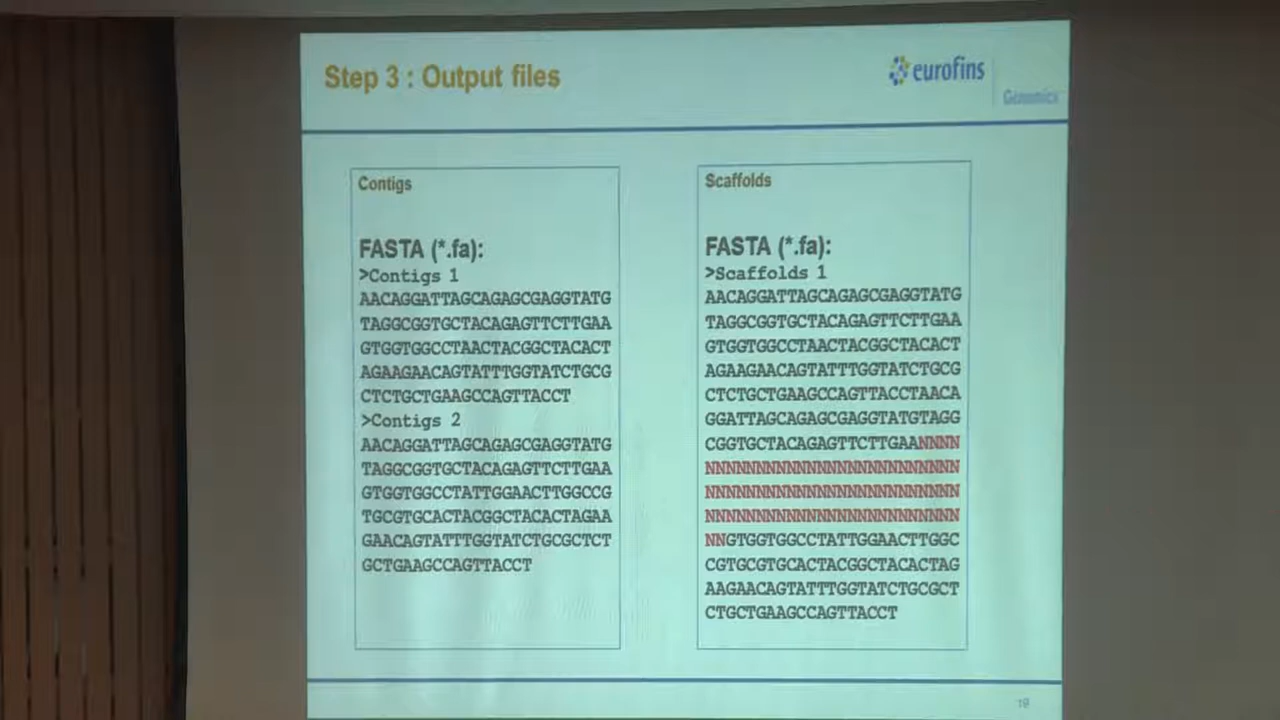 Step 3 : Output files
eurofins
Genomics
Contigs
FASTA (*.fa):
>Contigs 1
AACAGGATTAGCAGAGCGAGGTATG
TAGGCGGTGCTACAGAGTTCTTGAA
GTGGTGGCCTAACTACGGCTACACT
AGAAGAACAGTATTTGGTATCTGCG
CTCTGCTGAAGCCAGTTACCT
>Contigs 2
AACAGGATTAGCAGAGCGAGGTATG
TAGGCGGTGCTACAGAGTTCTTGAA
GTGGTGGCCTATTGGAACTTGGCCG
TGCGTGCACTACGGCTACACTAGAA
GAACAGTATTTGGTATCTGCGCTCT
GCTGAAGCCAGTTACCT
Scaffolds
FASTA (*.fa):
>Scaffolds 1
AACAGGATTAGCAGAGCGAGGTATG
TAGGCGGTGCTACAGAGTTCTTGAA
GTGGTGGCCTAACTACGGCTACACT
AGAAGAACAGTATTTGGTATCTGCG
CTCTGCTGAAGCCAGTTACCTAACA
GGATTAGCAGAGCGAGGTATGTAGG
CGGTGCTACAGAGTTCTTGAANNNN
NNNNNNNNNNNNNNNNNNNNNNNNN
NNNNNNNNNNNNNNNNNNNNNNNNN
NNNNNNNNNNNNNNNNNNNNNNNNN
NNGTGGTGGCCTATTGGAACTTGGC
CGTGCGTGCACTACGGCTACACTAG
AAGAACAGTATTTGGTATCTGCGCT
CTGCTGAAGCCAGTTACCT
19